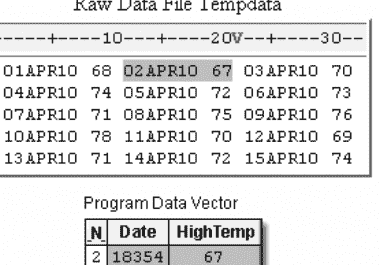 Raw Data File Tempdata
-----+----10---+----20V--+----30--
01APR10 68 02APR10 67 03APR10 70
04APR10 74 05APR10 72 06APR10 73
07APR10 71 08APR10 75 09APR10 76
10APR10 78 11APR10 70 12APR10 69
13APR10 71 14APR10 72 15APR10 74
Program Data Vector
N Date HighTemp
2 18354 67